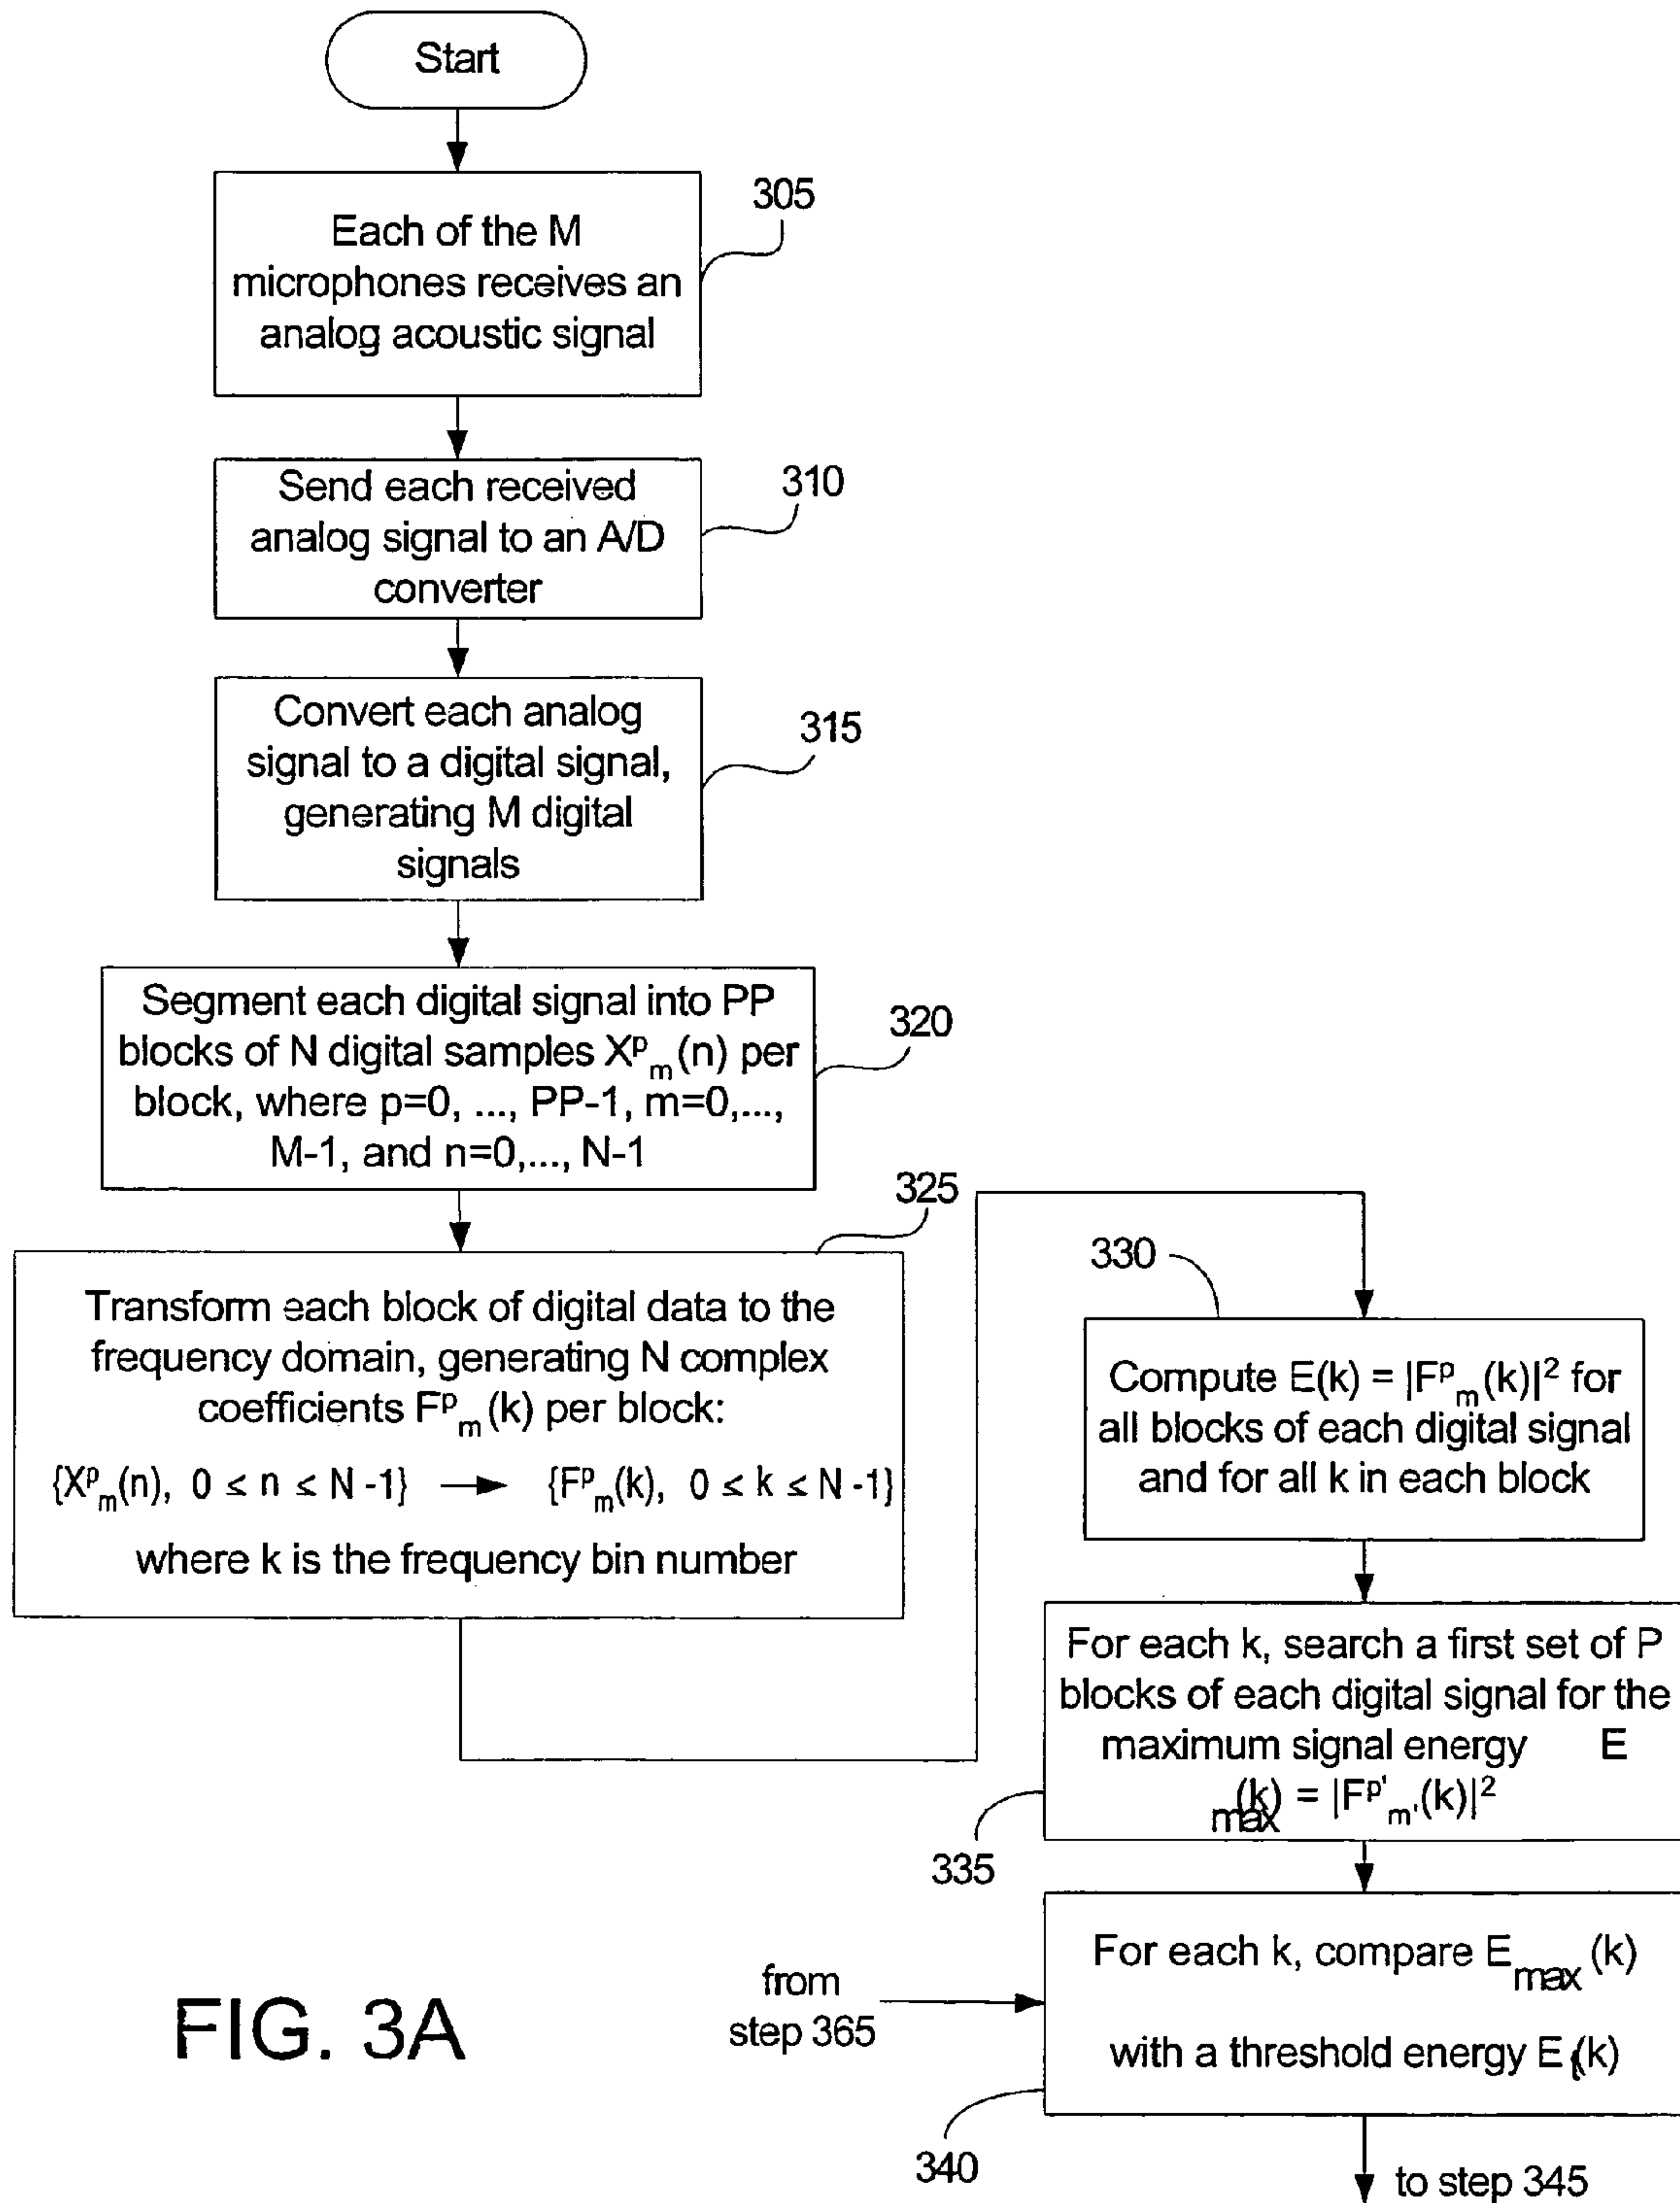 Start
305
Each of the M
microphones receives an
analog acoustic signal
310
Send each received
analog signal to an A/D
converter
315
Convert each analog
signal to a digital signal,
generating M digital
signals
320
Segment each digital signal into PP
blocks of N digital samples Xᵖₘ(n) per
block, where p=0, ..., PP-1, m=0,...,
M-1, and n=0,..., N-1
325
Transform each block of digital data to the
frequency domain, generating N complex
coefficients Fᵖₘ(k) per block:
{Xᵖₘ(n), 0 ≤ n ≤ N -1} → {Fᵖₘ(k), 0 ≤ k ≤ N -1}
where k is the frequency bin number
330
Compute E(k) = |Fᵖₘ(k)|² for
all blocks of each digital signal
and for all k in each block
For each k, search a first set of P
blocks of each digital signal for the
maximum signal energy E
max(k) = |Fᵖ'ₘ'(k)|²
335
For each k, compare Emax (k)
with a threshold energy Eₜ(k)
from
step 365
340
to step 345
FIG. 3A